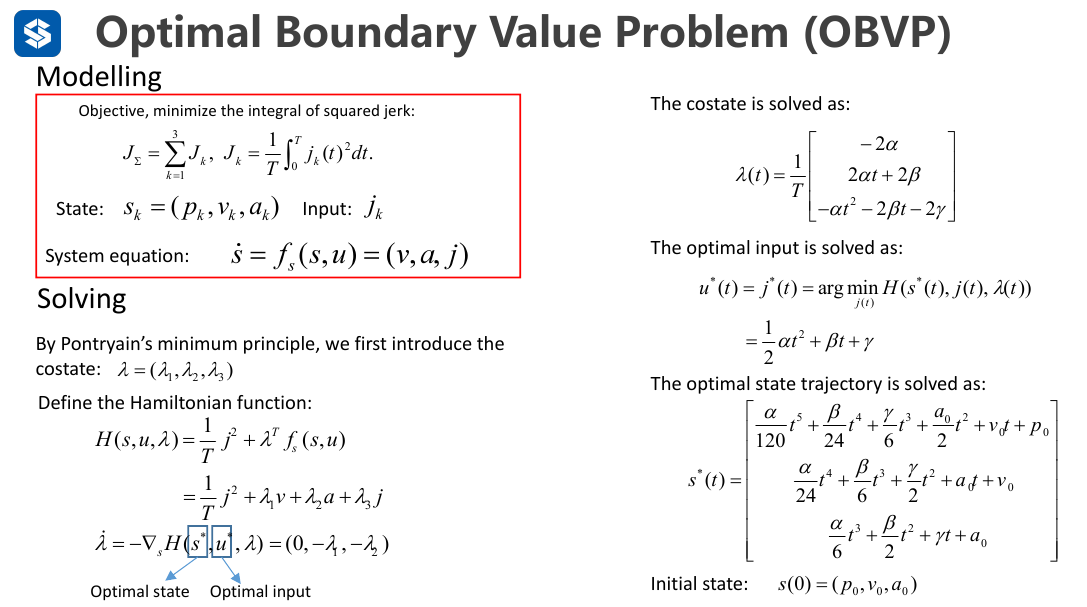 Optimal Boundary Value Problem (OBVP)
Modelling
Objective, minimize the integral of squared jerk:
$J_{\Sigma} = \sum_{k=1}^{3} J_k, \ J_k = \frac{1}{T} \int_0^T j_k(t)^2 dt.$
State: $s_k = (p_k, v_k, a_k)$ Input: $j_k$
System equation: $\dot{s} = f_s(s, u) = (v, a, j)$
Solving
By Pontryain’s minimum principle, we first introduce the
costate: $\lambda = (\lambda_1, \lambda_2, \lambda_3)$
Define the Hamiltonian function:
$H(s, u, \lambda) = \frac{1}{T} j^2 + \lambda^T f_s(s, u)$
$= \frac{1}{T} j^2 + \lambda_1 v + \lambda_2 a + \lambda_3 j$
$\dot{\lambda} = -\nabla_s H(s^*, u^*, \lambda) = (0, -\lambda_1, -\lambda_2)$
Optimal state Optimal input
The costate is solved as:
$\lambda(t) = \frac{1}{T} \begin{bmatrix} -2\alpha \\ 2\alpha t + 2\beta \\ -\alpha t^2 - 2\beta t - 2\gamma \end{bmatrix}$
The optimal input is solved as:
$u^*(t) = j^*(t) = \arg\min_{j(t)} H(s^*(t), j(t), \lambda(t))$
$= \frac{1}{2} \alpha t^2 + \beta t + \gamma$
The optimal state trajectory is solved as:
$s^*(t) = \begin{bmatrix} \frac{\alpha}{120} t^5 + \frac{\beta}{24} t^4 + \frac{\gamma}{6} t^3 + \frac{a_0}{2} t^2 + v_0 t + p_0 \\ \frac{\alpha}{24} t^4 + \frac{\beta}{6} t^3 + \frac{\gamma}{2} t^2 + a_0 t + v_0 \\ \frac{\alpha}{6} t^3 + \frac{\beta}{2} t^2 + \gamma t + a_0 \end{bmatrix}$
Initial state: $s(0) = (p_0, v_0, a_0)$